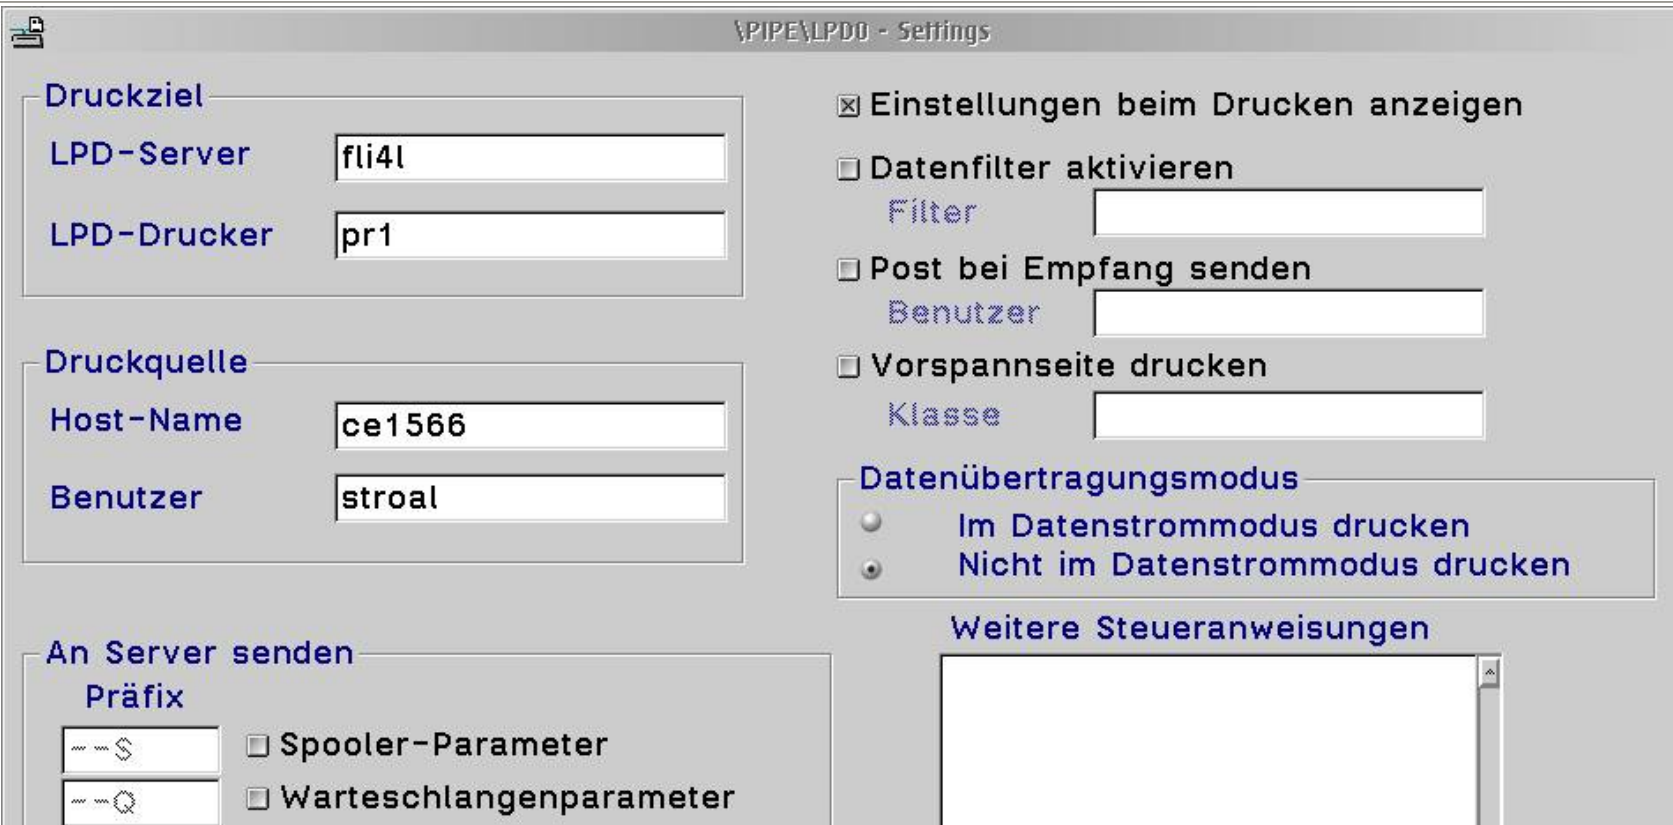 \PIPE\LPD0 - Settings
Druckziel
LPD-Server
fli4l
LPD-Drucker
pr1
Druckquelle
Host-Name
ce1566
Benutzer
stroal
An Server senden
Präfix
--S
Spooler-Parameter
--Q
Warteschlangenparameter
Einstellungen beim Drucken anzeigen
Datenfilter aktivieren
Filter
Post bei Empfang senden
Benutzer
Vorspannseite drucken
Klasse
Datenübertragungsmodus
Im Datenstrommodus drucken
Nicht im Datenstrommodus drucken
Weitere Steueranweisungen